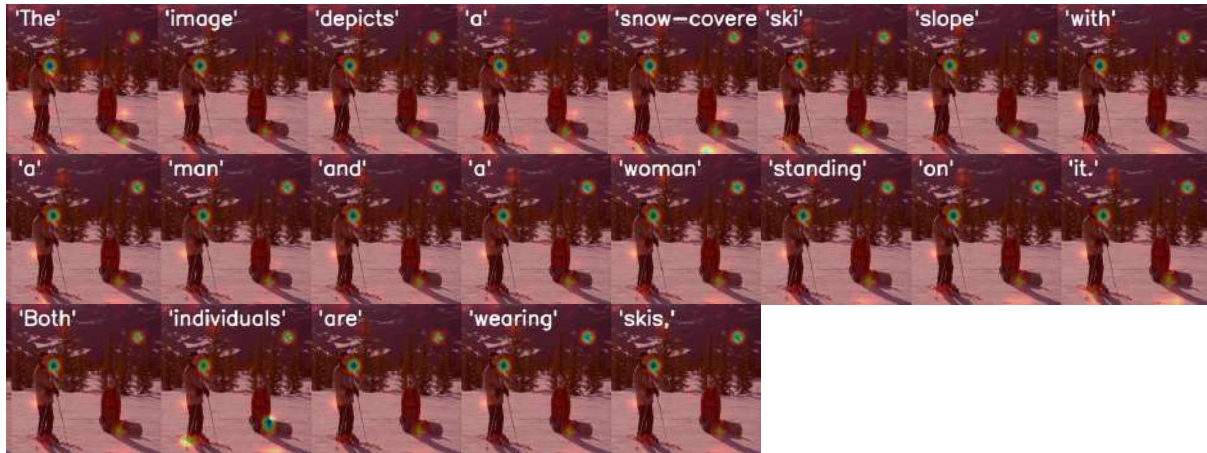 'The' 'image' 'depicts' 'a' 'snow-covere 'ski' 'slope' 'with'
'a' 'man' 'and' 'a' 'woman' 'standing' 'on' 'it.'
'Both' 'individuals' 'are' 'wearing' 'skis,'